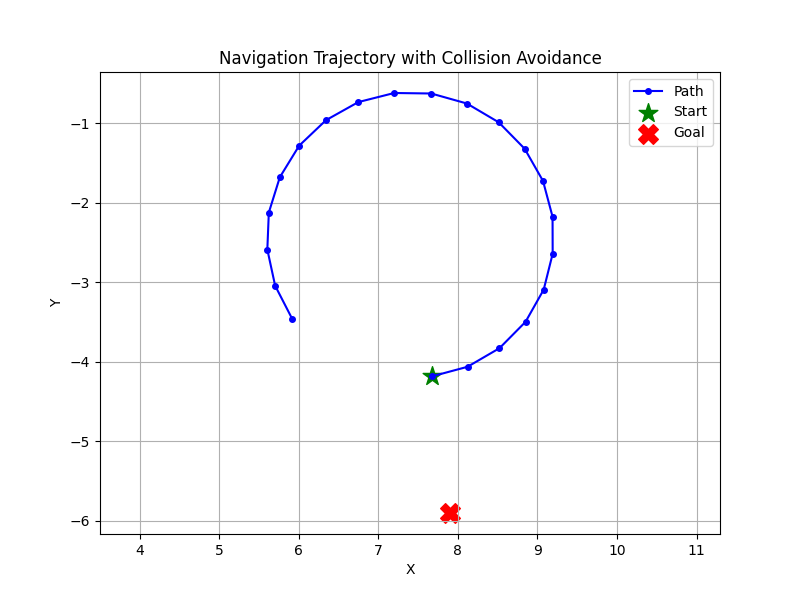 Navigation Trajectory with Collision Avoidance
Path
Start
Goal
−1
−2
−3
−4
−5
−6
Y
4 5 6 7 8 9 10 11
X